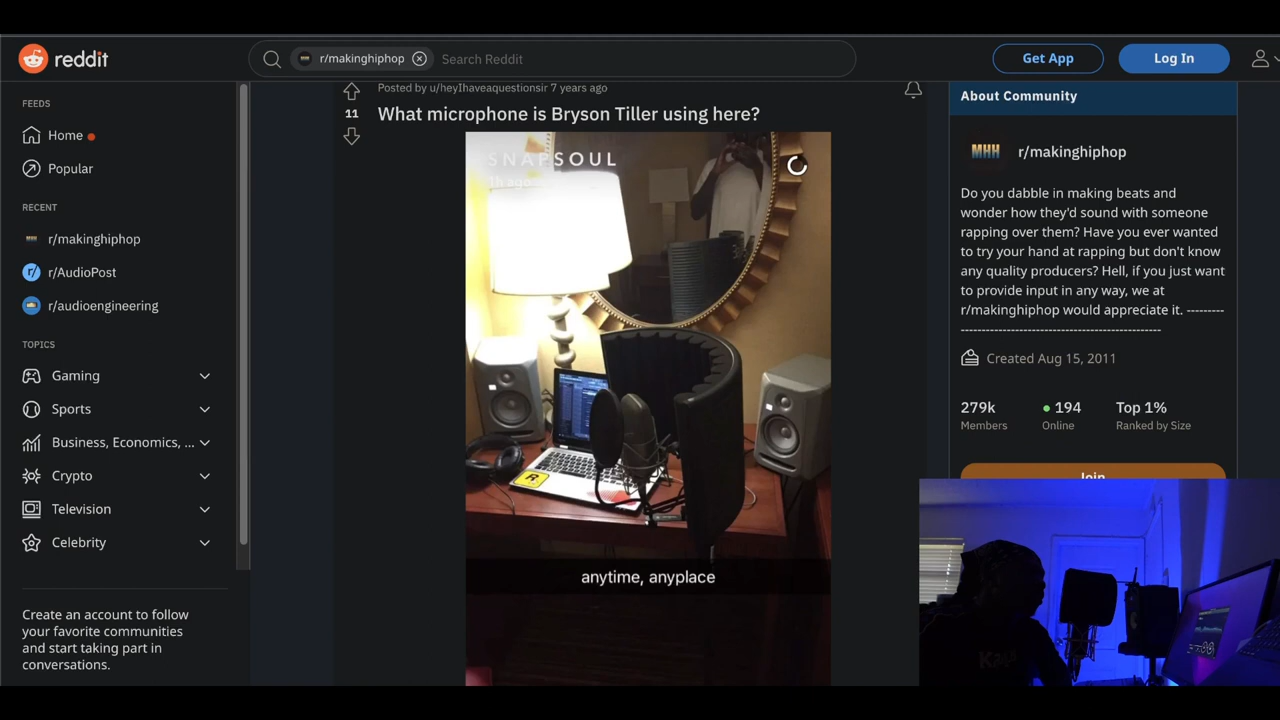 reddit
r/makinghiphop
Search Reddit
Get App
Log In
FEEDS
Home
Popular
RECENT
r/makinghiphop
r/AudioPost
r/audioengineering
TOPICS
Gaming
Sports
Business, Economics, ...
Crypto
Television
Celebrity
Create an account to follow
your favorite communities
and start taking part in
conversations.
Posted by u/heyIhaveaquestionsir 7 years ago
11
What microphone is Bryson Tiller using here?
SNAPSOUL
1h ago
R
anytime, anyplace
About Community
MHH
r/makinghiphop
Do you dabble in making beats and
wonder how they'd sound with someone
rapping over them? Have you ever wanted
to try your hand at rapping but don't know
any quality producers? Hell, if you just want
to provide input in any way, we at
r/makinghiphop would appreciate it. ---------
------------------------------------------------
Created Aug 15, 2011
279k
Members
194
Online
Top 1%
Ranked by Size
Join